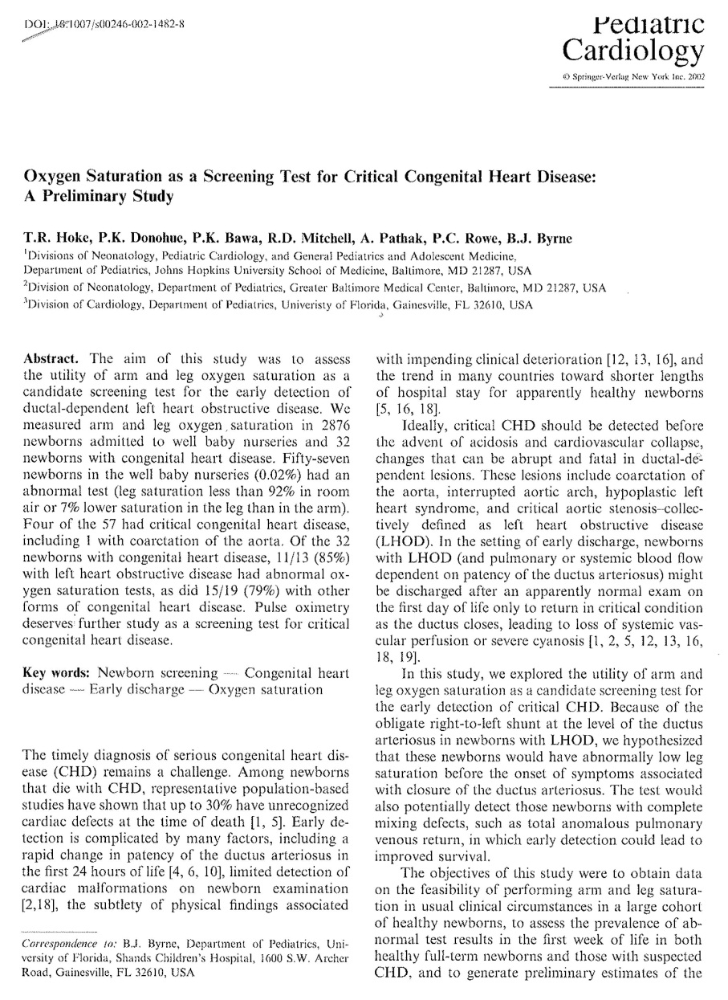 DOI: 10.1007/s00246-002-1482-8
Pediatric
Cardiology
© Springer-Verlag New York Inc. 2002
Oxygen Saturation as a Screening Test for Critical Congenital Heart Disease:
A Preliminary Study
T.R. Hoke, P.K. Donohue, P.K. Bawa, R.D. Mitchell, A. Pathak, P.C. Rowe, B.J. Byrne
¹Divisions of Neonatology, Pediatric Cardiology, and General Pediatrics and Adolescent Medicine,
Department of Pediatrics, Johns Hopkins University School of Medicine, Baltimore, MD 21287, USA
²Division of Neonatology, Department of Pediatrics, Greater Baltimore Medical Center, Baltimore, MD 21287, USA
³Division of Cardiology, Department of Pediatrics, Univeristy of Florida, Gainesville, FL 32610, USA
Abstract. The aim of this study was to assess
the utility of arm and leg oxygen saturation as a
candidate screening test for the early detection of
ductal-dependent left heart obstructive disease. We
measured arm and leg oxygen saturation in 2876
newborns admitted to well baby nurseries and 32
newborns with congenital heart disease. Fifty-seven
newborns in the well baby nurseries (0.02%) had an
abnormal test (leg saturation less than 92% in room
air or 7% lower saturation in the leg than in the arm).
Four of the 57 had critical congenital heart disease,
including 1 with coarctation of the aorta. Of the 32
newborns with congenital heart disease, 11/13 (85%)
with left heart obstructive disease had abnormal ox-
ygen saturation tests, as did 15/19 (79%) with other
forms of congenital heart disease. Pulse oximetry
deserves further study as a screening test for critical
congenital heart disease.
Key words: Newborn screening — Congenital heart
disease — Early discharge — Oxygen saturation
The timely diagnosis of serious congenital heart dis-
ease (CHD) remains a challenge. Among newborns
that die with CHD, representative population-based
studies have shown that up to 30% have unrecognized
cardiac defects at the time of death [1, 5]. Early de-
tection is complicated by many factors, including a
rapid change in patency of the ductus arteriosus in
the first 24 hours of life [4, 6, 10], limited detection of
cardiac malformations on newborn examination
[2,18], the subtlety of physical findings associated
Correspondence to: B.J. Byrne, Department of Pediatrics, Uni-
versity of Florida, Shands Children's Hospital, 1600 S.W. Archer
Road, Gainesville, FL 32610, USA
with impending clinical deterioration [12, 13, 16], and
the trend in many countries toward shorter lengths
of hospital stay for apparently healthy newborns
[5, 16, 18].
Ideally, critical CHD should be detected before
the advent of acidosis and cardiovascular collapse,
changes that can be abrupt and fatal in ductal-de-
pendent lesions. These lesions include coarctation of
the aorta, interrupted aortic arch, hypoplastic left
heart syndrome, and critical aortic stenosis–collec-
tively defined as left heart obstructive disease
(LHOD). In the setting of early discharge, newborns
with LHOD (and pulmonary or systemic blood flow
dependent on patency of the ductus arteriosus) might
be discharged after an apparently normal exam on
the first day of life only to return in critical condition
as the ductus closes, leading to loss of systemic vas-
cular perfusion or severe cyanosis [1, 2, 5, 12, 13, 16,
18, 19].
In this study, we explored the utility of arm and
leg oxygen saturation as a candidate screening test for
the early detection of critical CHD. Because of the
obligate right-to-left shunt at the level of the ductus
arteriosus in newborns with LHOD, we hypothesized
that these newborns would have abnormally low leg
saturation before the onset of symptoms associated
with closure of the ductus arteriosus. The test would
also potentially detect those newborns with complete
mixing defects, such as total anomalous pulmonary
venous return, in which early detection could lead to
improved survival.
The objectives of this study were to obtain data
on the feasibility of performing arm and leg satura-
tion in usual clinical circumstances in a large cohort
of healthy newborns, to assess the prevalence of ab-
normal test results in the first week of life in both
healthy full-term newborns and those with suspected
CHD, and to generate preliminary estimates of the